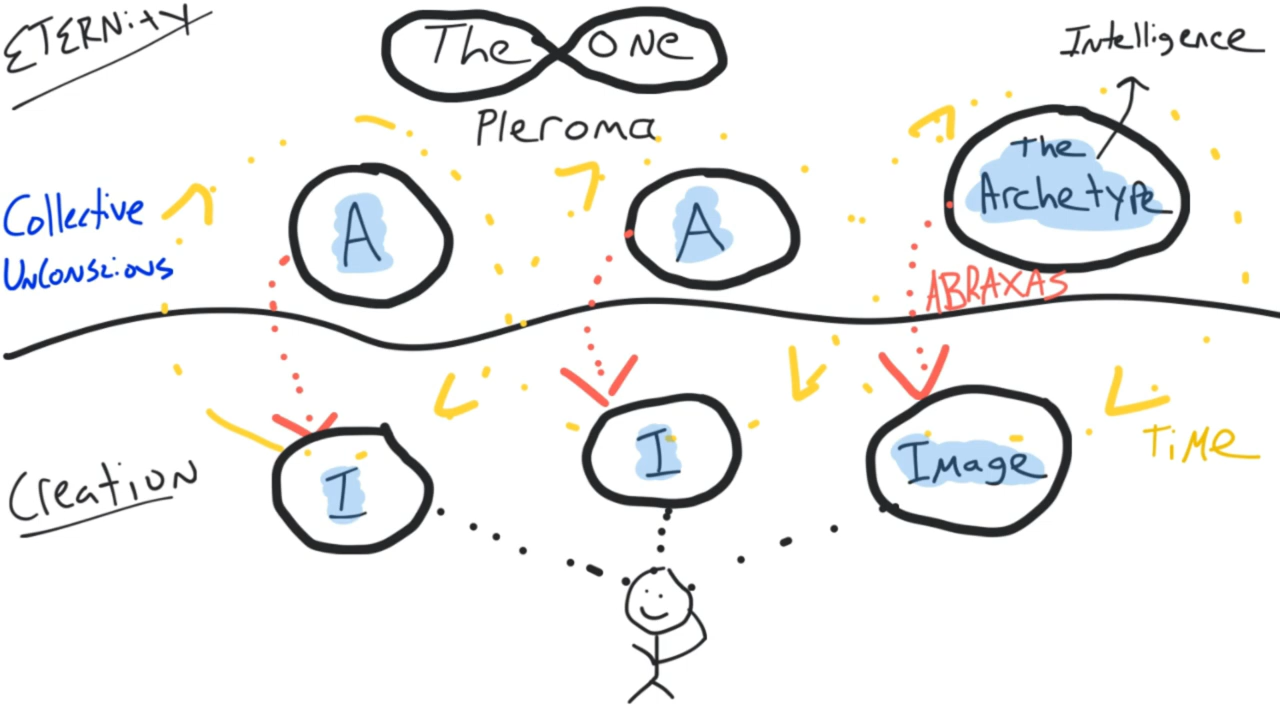 ETERNITY
The ONE
Intelligence
Pleroma
The
Archetype
A
A
Collective
UNCONSCIOUS
ABRAXAS
TIME
I
I
Image
Creation